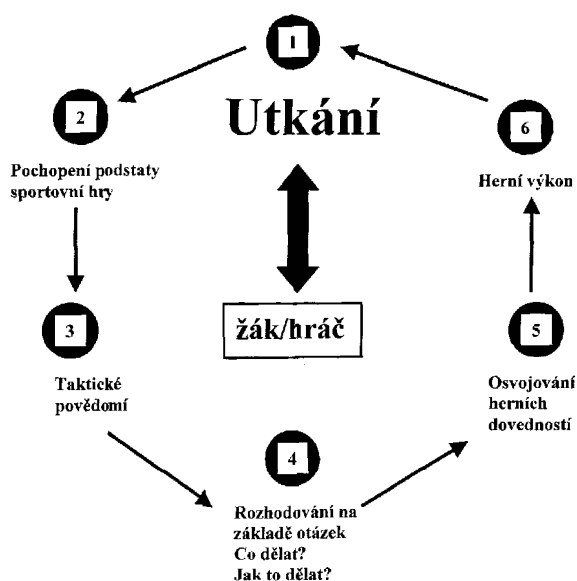 1
Utkání
2
Pochopení podstaty
sportovní hry
3
Taktické
povědomí
4
Rozhodování na
základě otázek
Co dělat?
Jak to dělat?
5
Osvojování
herních
dovedností
6
Herní výkon
žák/hráč